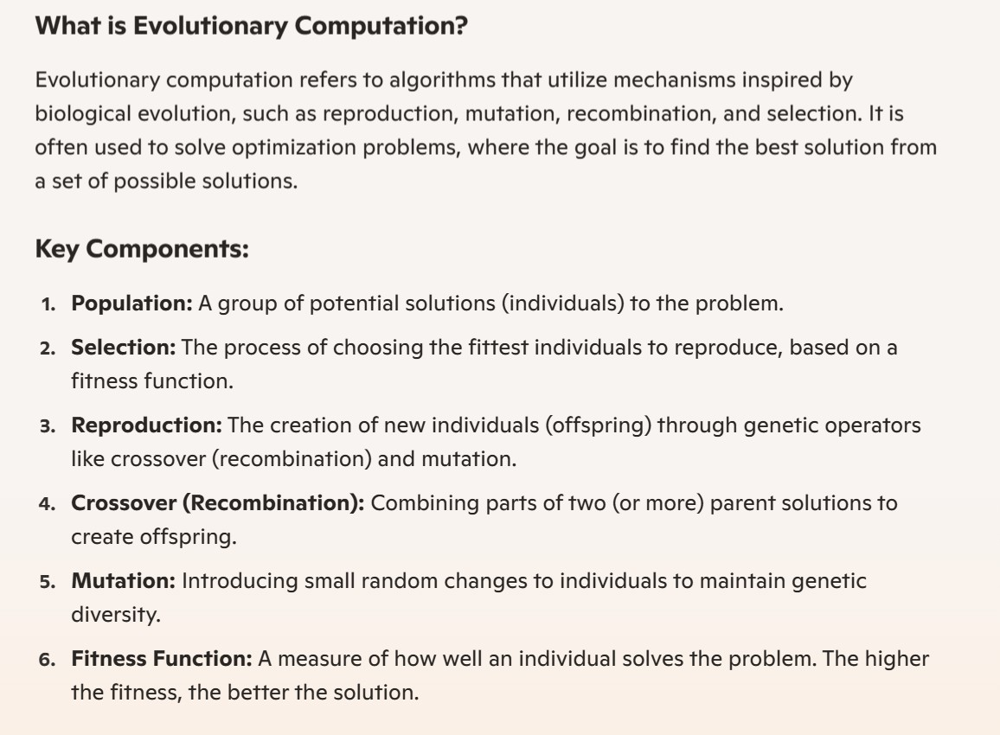 What is Evolutionary Computation?
Evolutionary computation refers to algorithms that utilize mechanisms inspired by
biological evolution, such as reproduction, mutation, recombination, and selection. It is
often used to solve optimization problems, where the goal is to find the best solution from
a set of possible solutions.
Key Components:
1. Population: A group of potential solutions (individuals) to the problem.
2. Selection: The process of choosing the fittest individuals to reproduce, based on a
fitness function.
3. Reproduction: The creation of new individuals (offspring) through genetic operators
like crossover (recombination) and mutation.
4. Crossover (Recombination): Combining parts of two (or more) parent solutions to
create offspring.
5. Mutation: Introducing small random changes to individuals to maintain genetic
diversity.
6. Fitness Function: A measure of how well an individual solves the problem. The higher
the fitness, the better the solution.